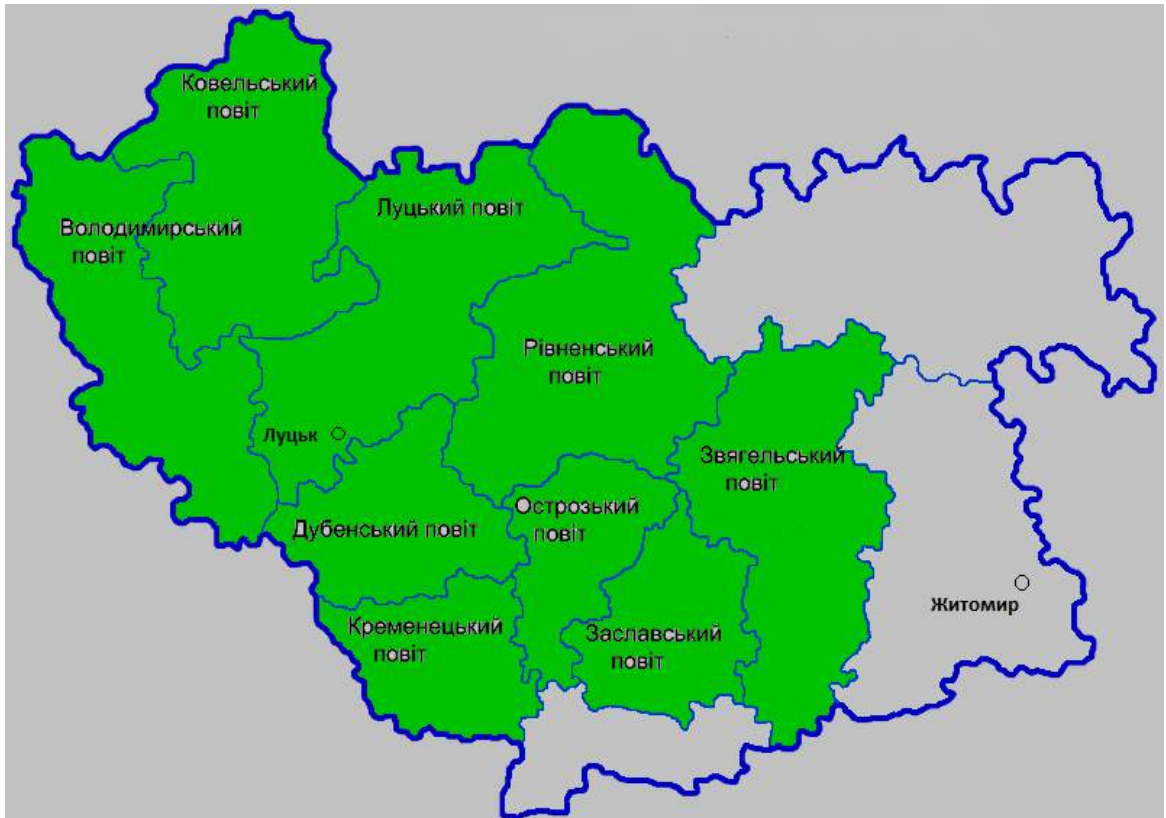 Ковельський
повіт
Луцький повіт
Володимирський
повіт
Рівненський
повіт
Луцьк
Звягельський
повіт
Острозький
повіт
Дубенський повіт
Житомир
Кременецький
повіт
Заславський
повіт